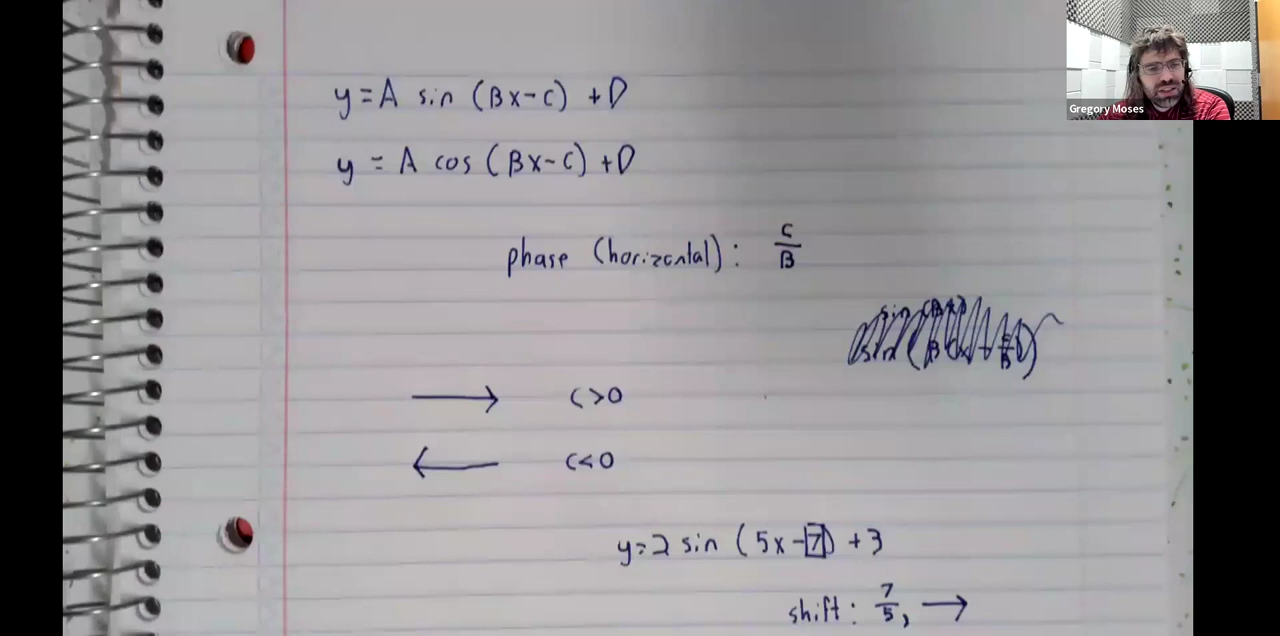 Gregory Moses
y = A sin (Bx-C) +D
y = A cos (Bx-C) +D
phase (horizontal): C/B
→ C>0
← C<0
y=2 sin (5x-7) +3
shift: 7/5, →